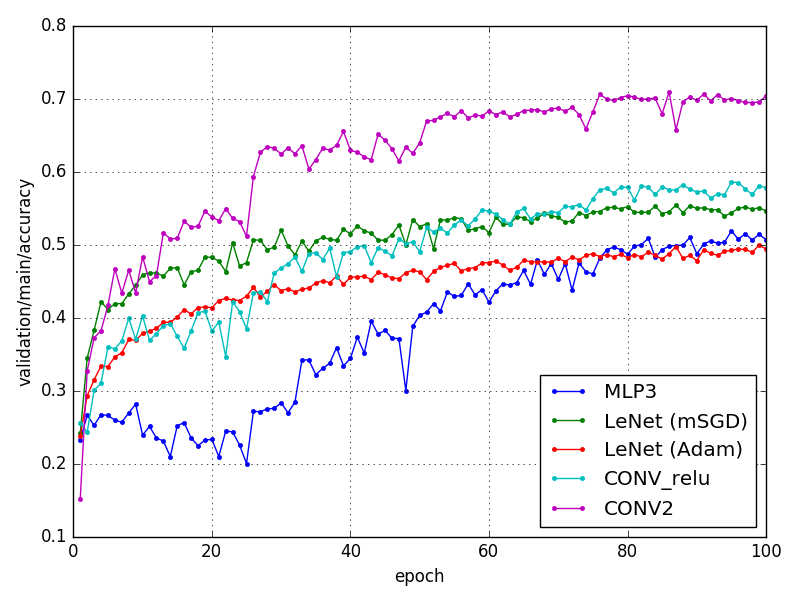 validation/main/accuracy
0.8
0.7
0.6
0.5
0.4
0.3
0.2
0.1
0
20
40
60
80
100
epoch
MLP3
LeNet (mSGD)
LeNet (Adam)
CONV_relu
CONV2